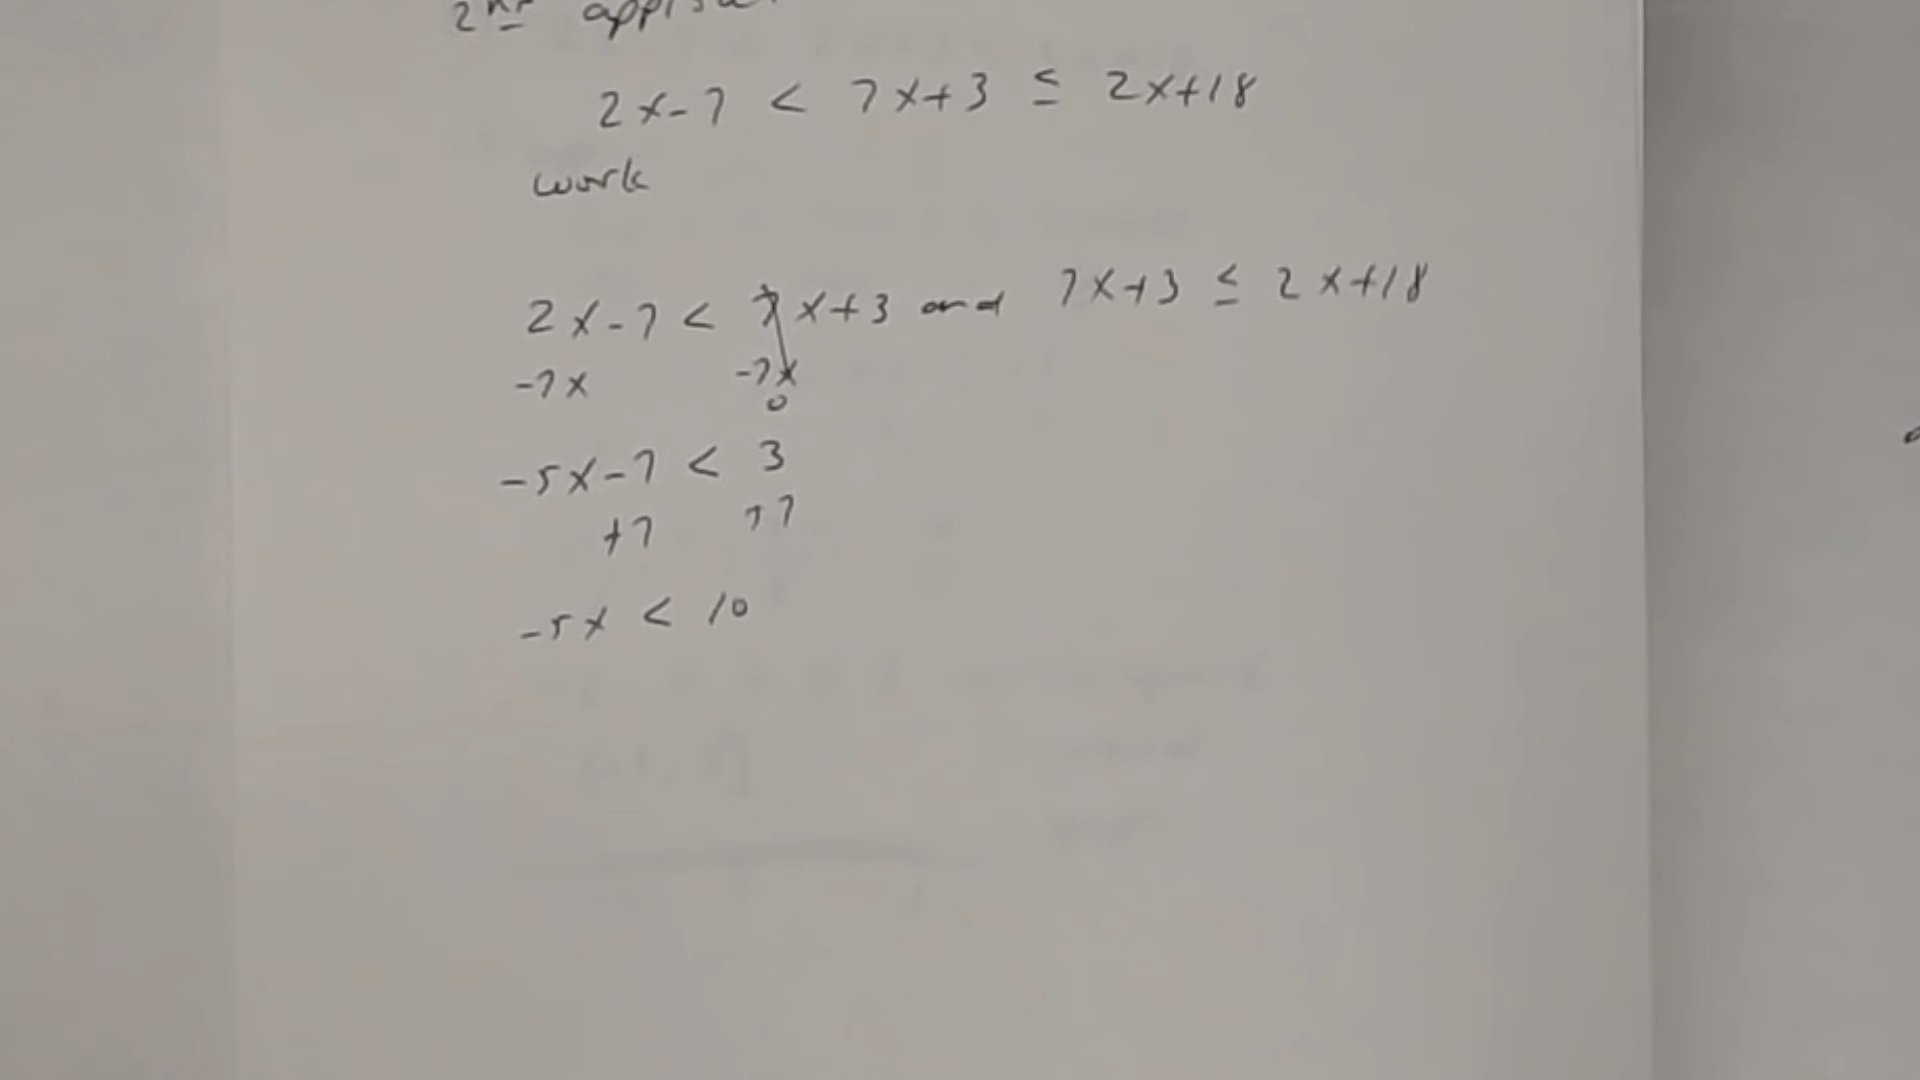 2nd
2x-7 < 7x+3 ≤ 2x+18
work
2x-7 < 7x+3 and 7x+3 ≤ 2x+18
-7x -7x
0
-5x-7 < 3
+7 +7
-5x < 10